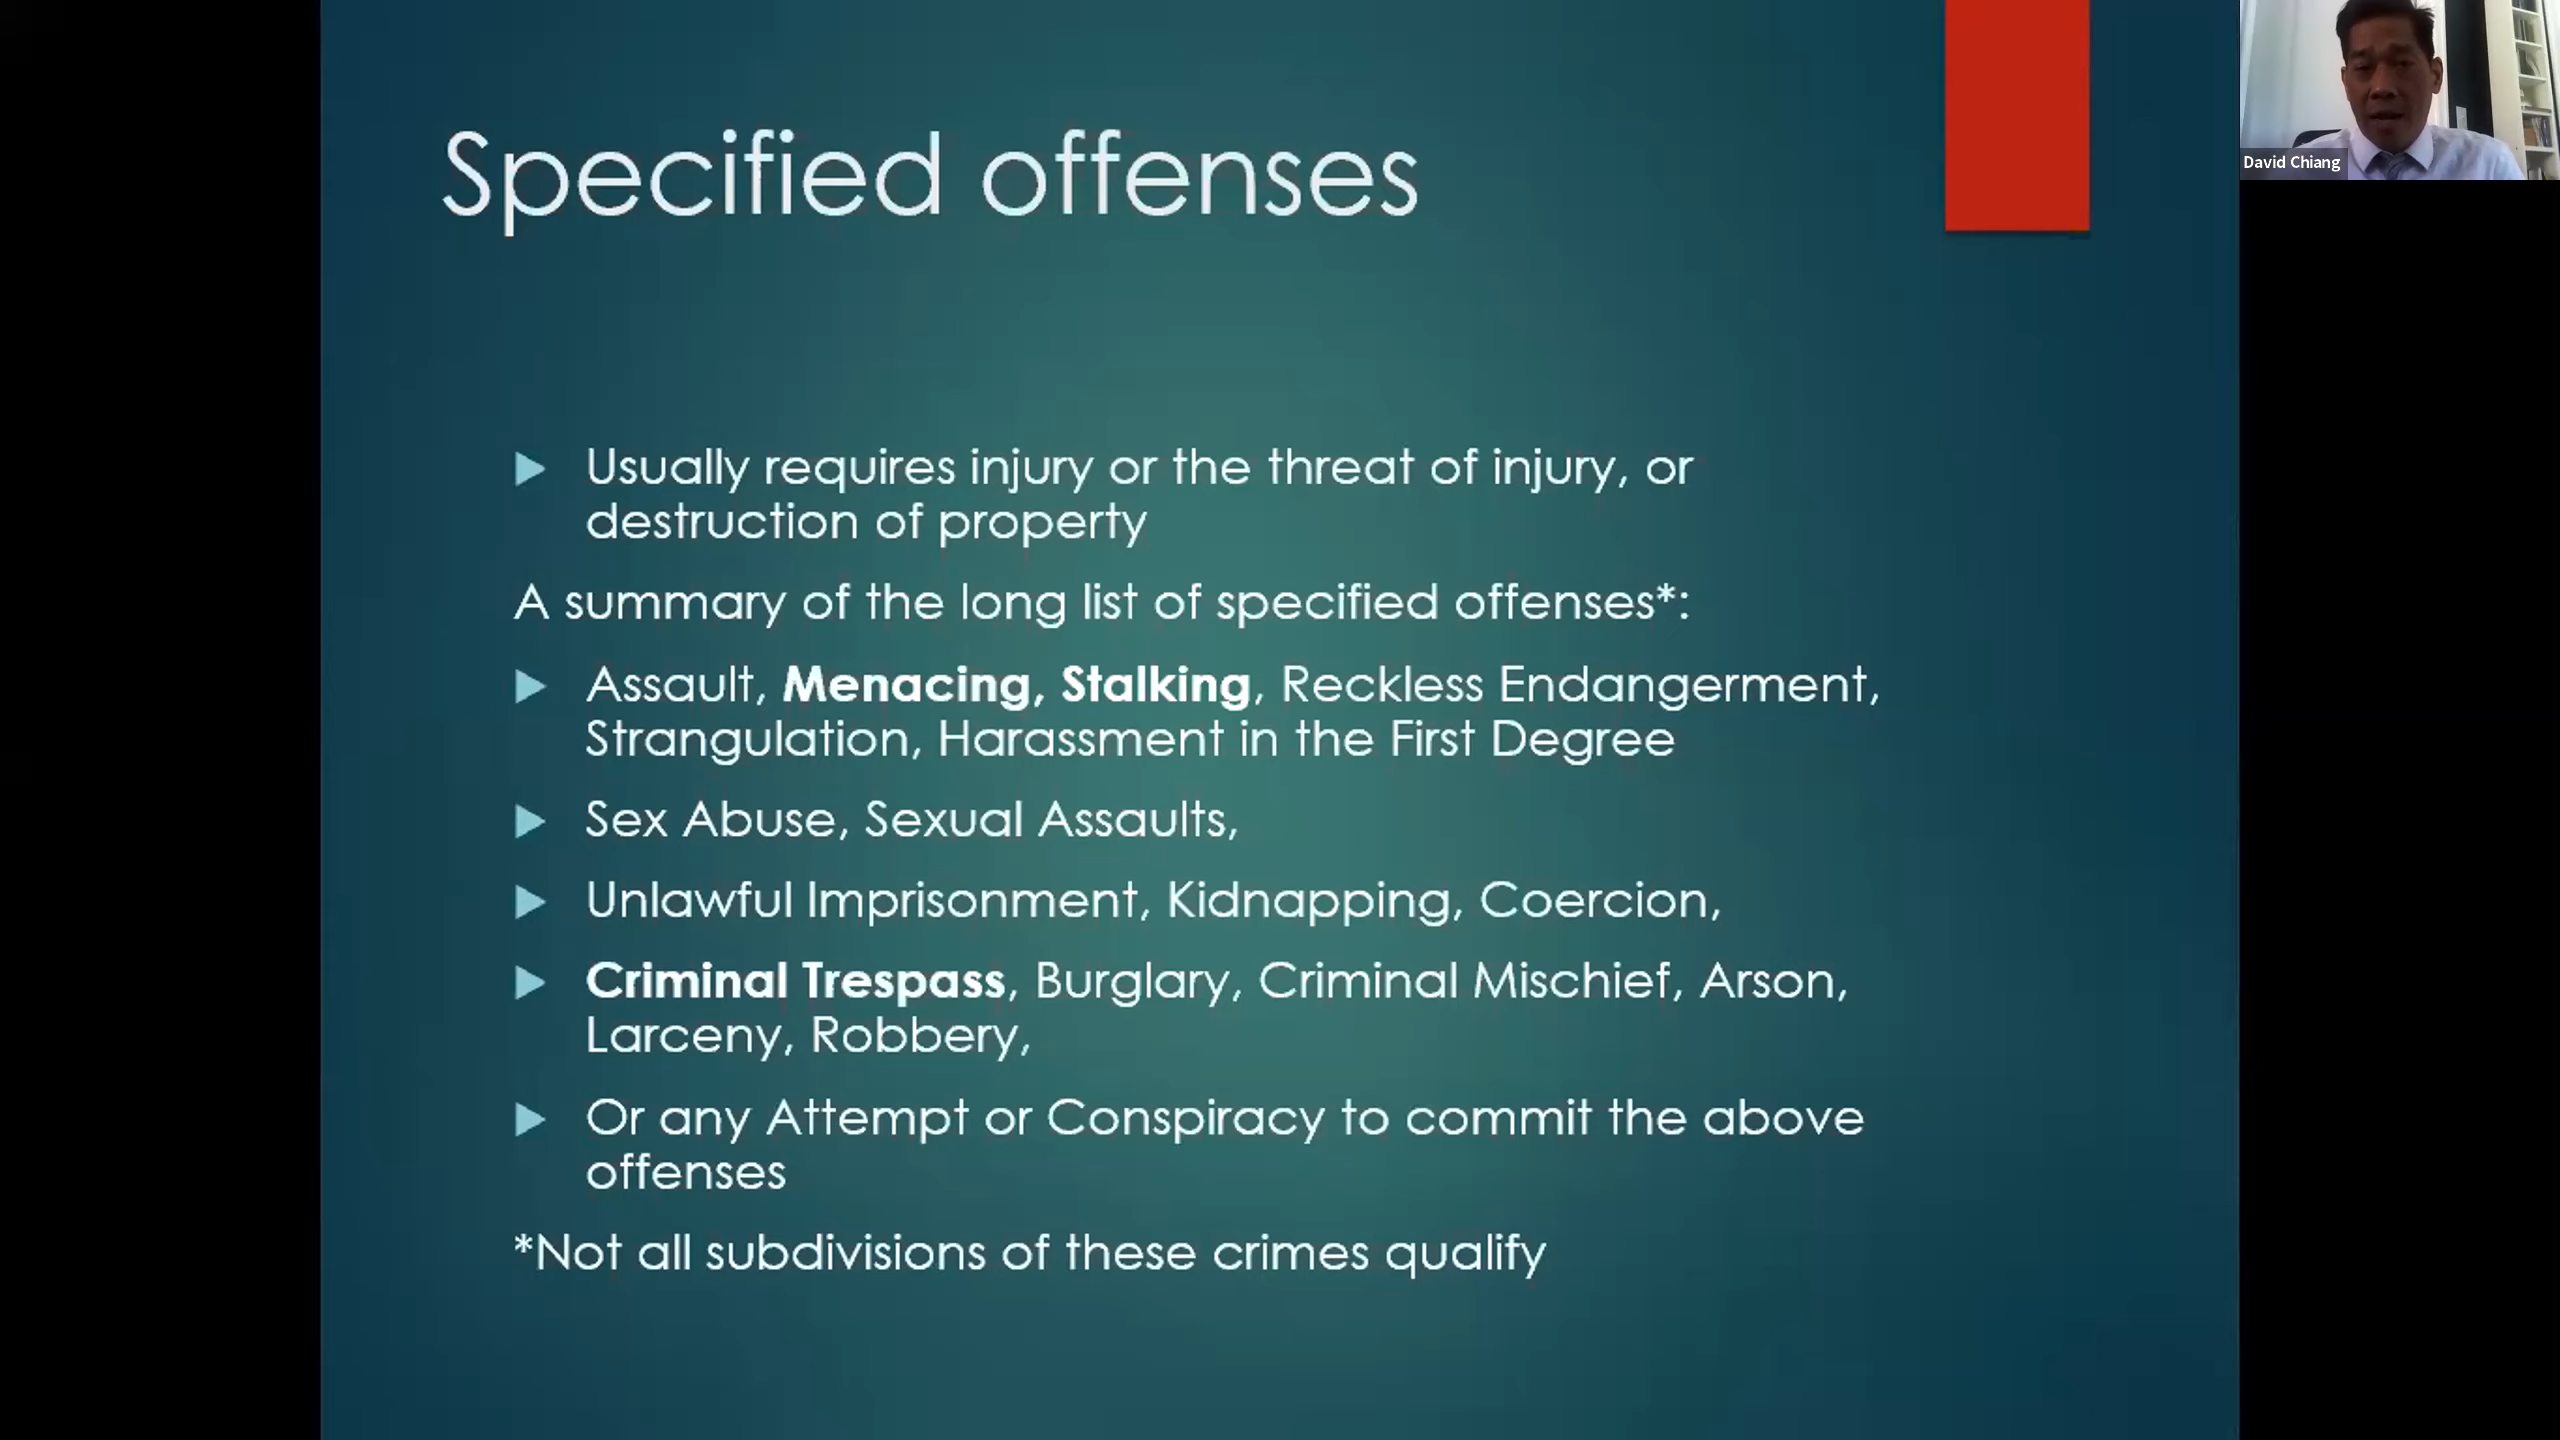 Specified offenses
David Chiang
Usually requires injury or the threat of injury, or
destruction of property
A summary of the long list of specified offenses*:
Assault, Menacing, Stalking, Reckless Endangerment,
Strangulation, Harassment in the First Degree
Sex Abuse, Sexual Assaults,
Unlawful Imprisonment, Kidnapping, Coercion,
Criminal Trespass, Burglary, Criminal Mischief, Arson,
Larceny, Robbery,
Or any Attempt or Conspiracy to commit the above
offenses
*Not all subdivisions of these crimes qualify